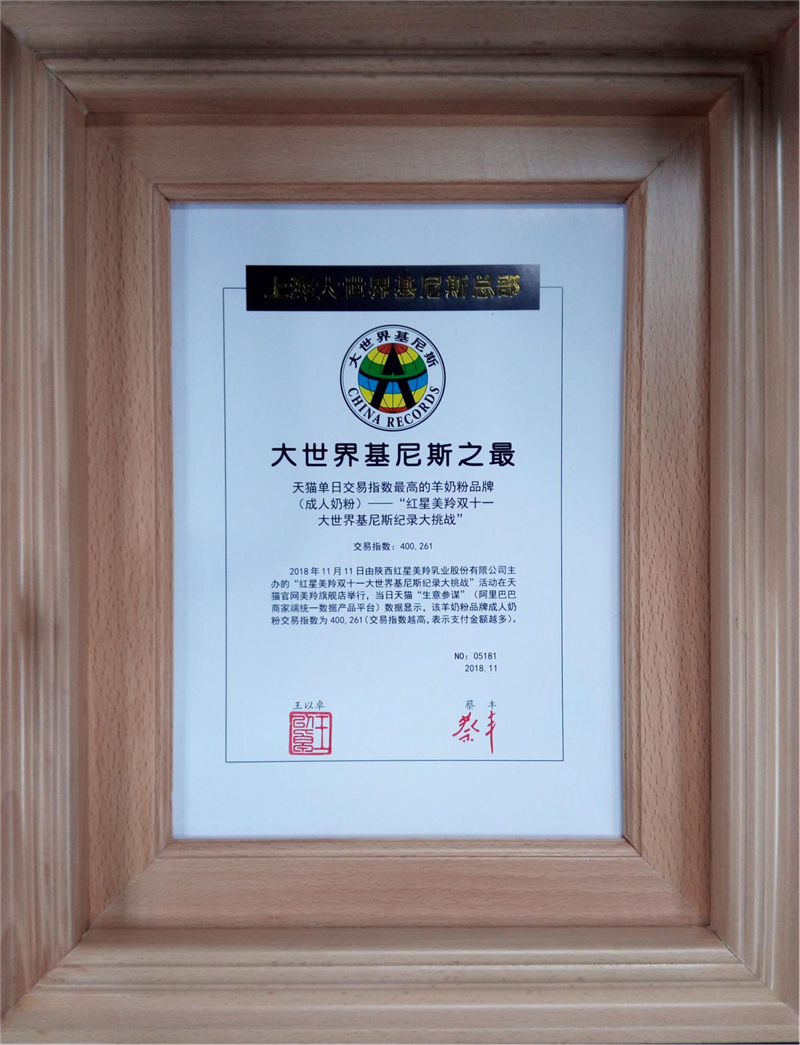 上海大世界基尼斯总部
大世界基尼斯
CHINA RECORDS
大世界基尼斯之最
天猫单日交易指数最高的羊奶粉品牌
（成人奶粉）——“红星美羚双十一
大世界基尼斯纪录大挑战”
交易指数：400,261
2018年11月11日由陕西红星美羚乳业股份有限公司主
办的“红星美羚双十一大世界基尼斯纪录大挑战”活动在天
猫官网美羚旗舰店举行，当日天猫“生意参谋”（阿里巴巴
商家端统一数据产品平台）数据显示，该羊奶粉品牌成人奶
粉交易指数为400,261（交易指数越高，表示支付金额越多）。
NO：05181
2018.11
王以卓 蔡 丰
蔡丰